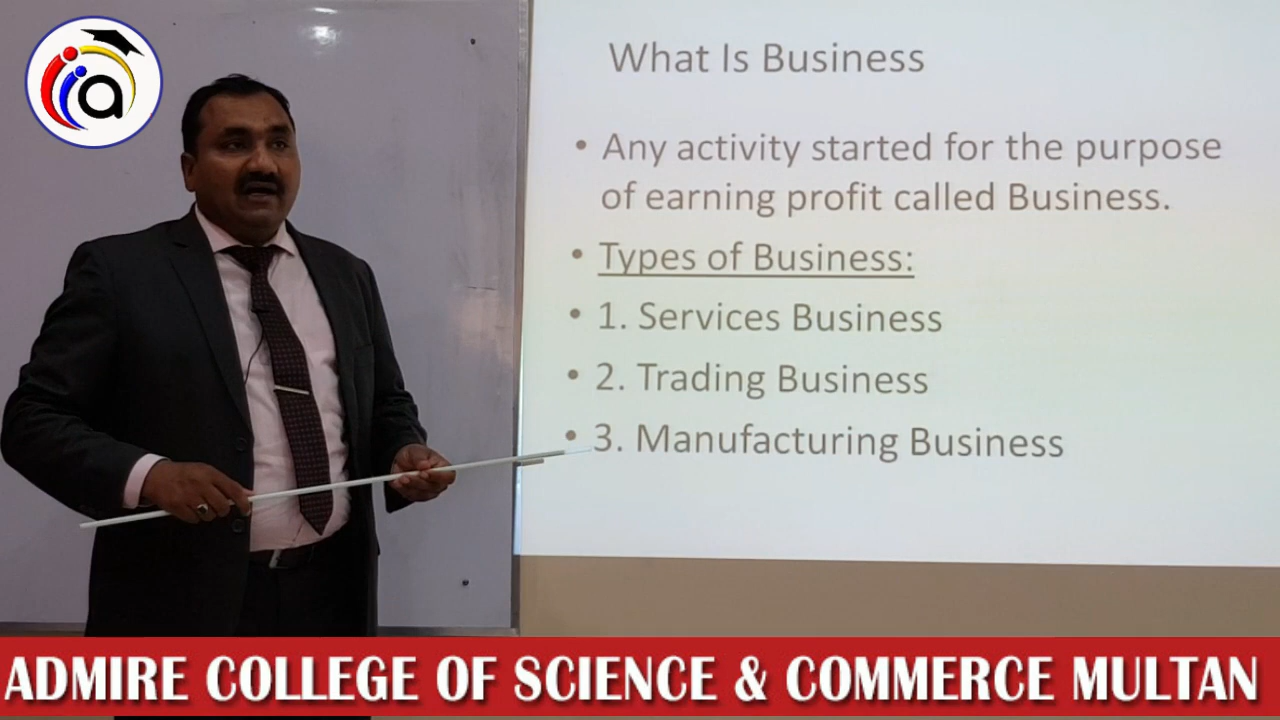 a
What Is Business
• Any activity started for the purpose
of earning profit called Business.
• Types of Business:
• 1. Services Business
• 2. Trading Business
• 3. Manufacturing Business
ADMIRE COLLEGE OF SCIENCE & COMMERCE MULTAN